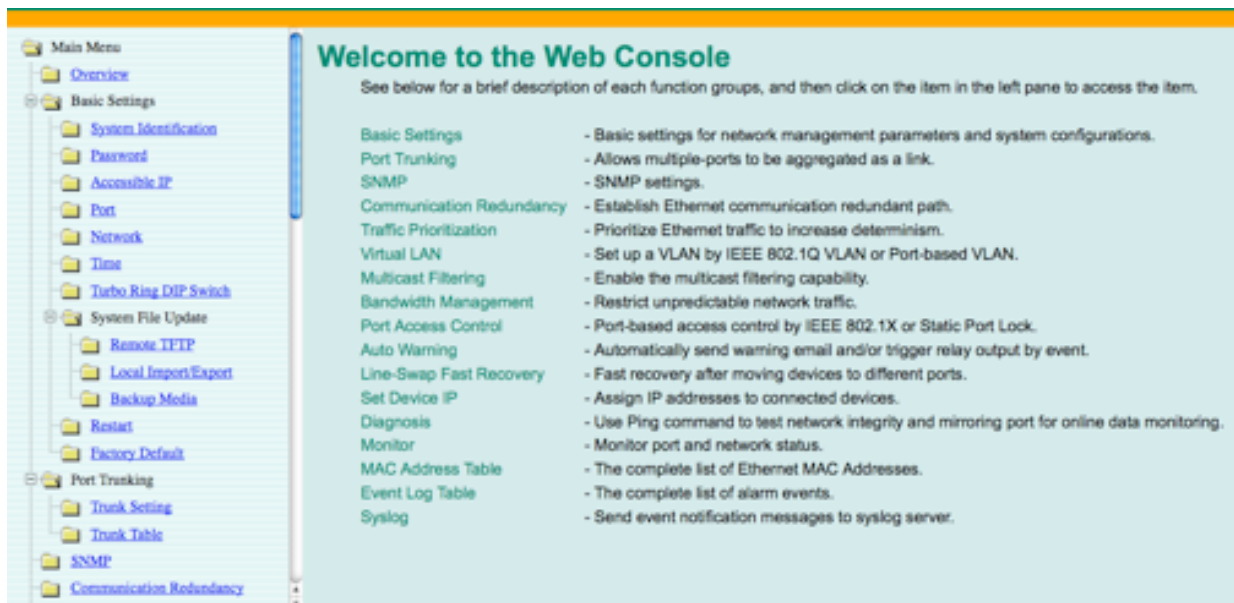 Main Menu
Overview
Basic Settings
System Identification
Password
Accessible IP
Port
Network
Time
Turbo Ring DIP Switch
System File Update
Remote TFTP
Local Import/Export
Backup Media
Restart
Factory Default
Port Trunking
Trunk Setting
Trunk Table
SNMP
Communication Redundancy
Welcome to the Web Console
See below for a brief description of each function groups, and then click on the item in the left pane to access the item.
Basic Settings - Basic settings for network management parameters and system configurations.
Port Trunking - Allows multiple-ports to be aggregated as a link.
SNMP - SNMP settings.
Communication Redundancy - Establish Ethernet communication redundant path.
Traffic Prioritization - Prioritize Ethernet traffic to increase determinism.
Virtual LAN - Set up a VLAN by IEEE 802.1Q VLAN or Port-based VLAN.
Multicast Filtering - Enable the multicast filtering capability.
Bandwidth Management - Restrict unpredictable network traffic.
Port Access Control - Port-based access control by IEEE 802.1X or Static Port Lock.
Auto Warning - Automatically send warning email and/or trigger relay output by event.
Line-Swap Fast Recovery - Fast recovery after moving devices to different ports.
Set Device IP - Assign IP addresses to connected devices.
Diagnosis - Use Ping command to test network integrity and mirroring port for online data monitoring.
Monitor - Monitor port and network status.
MAC Address Table - The complete list of Ethernet MAC Addresses.
Event Log Table - The complete list of alarm events.
Syslog - Send event notification messages to syslog server.